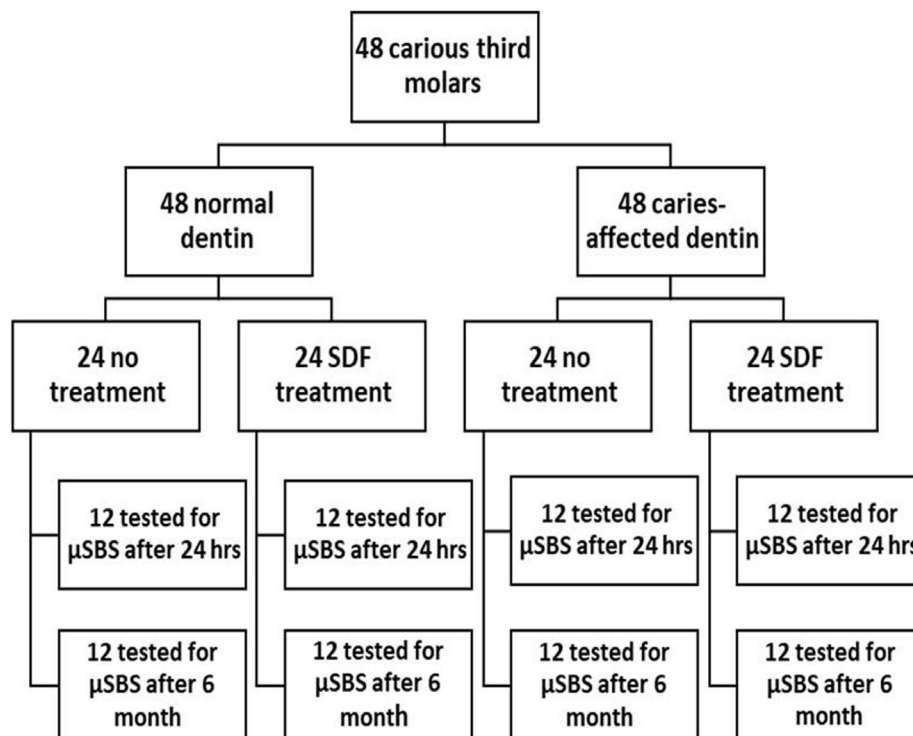 48 carious third
molars
48 normal
dentin
48 caries-
affected dentin
24 no
treatment
24 SDF
treatment
24 no
treatment
24 SDF
treatment
12 tested for
µSBS after 24 hrs
12 tested for
µSBS after 24 hrs
12 tested for
µSBS after 24 hrs
12 tested for
µSBS after 24 hrs
12 tested for
µSBS after 6
month
12 tested for
µSBS after 6
month
12 tested for
µSBS after 6
month
12 tested for
µSBS after 6
month